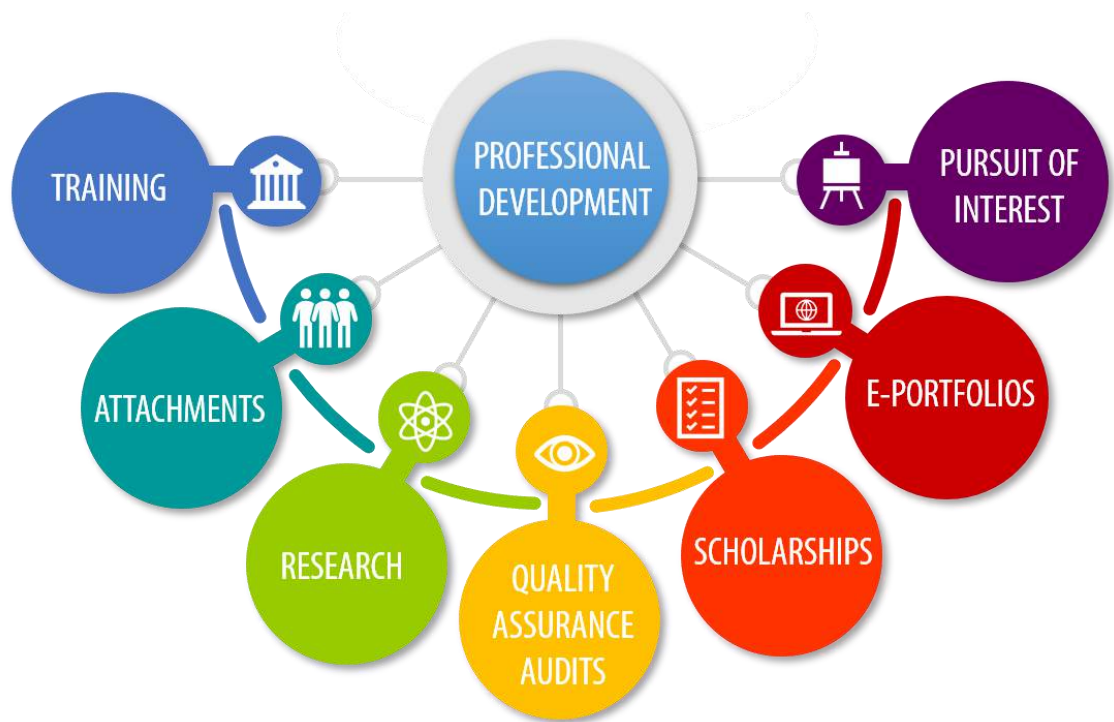 PROFESSIONAL
DEVELOPMENT
TRAINING
ATTACHMENTS
RESEARCH
QUALITY
ASSURANCE
AUDITS
SCHOLARSHIPS
E-PORTFOLIOS
PURSUIT OF
INTEREST